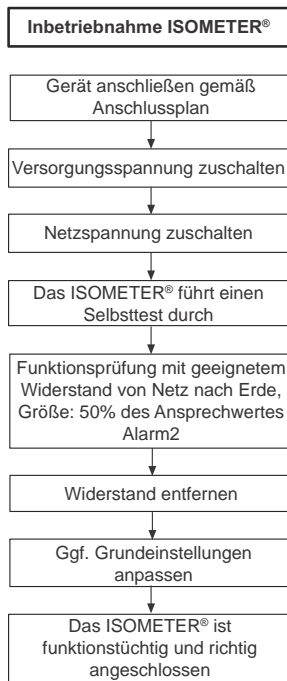 Inbetriebnahme ISOMETER®
Gerät anschließen gemäß
Anschlussplan
Versorgungsspannung zuschalten
Netzspannung zuschalten
Das ISOMETER® führt einen
Selbsttest durch
Funktionsprüfung mit geeignetem
Widerstand von Netz nach Erde,
Größe: 50% des Ansprechwertes
Alarm2
Widerstand entfernen
Ggf. Grundeinstellungen
anpassen
Das ISOMETER® ist
funktionstüchtig und richtig
angeschlossen